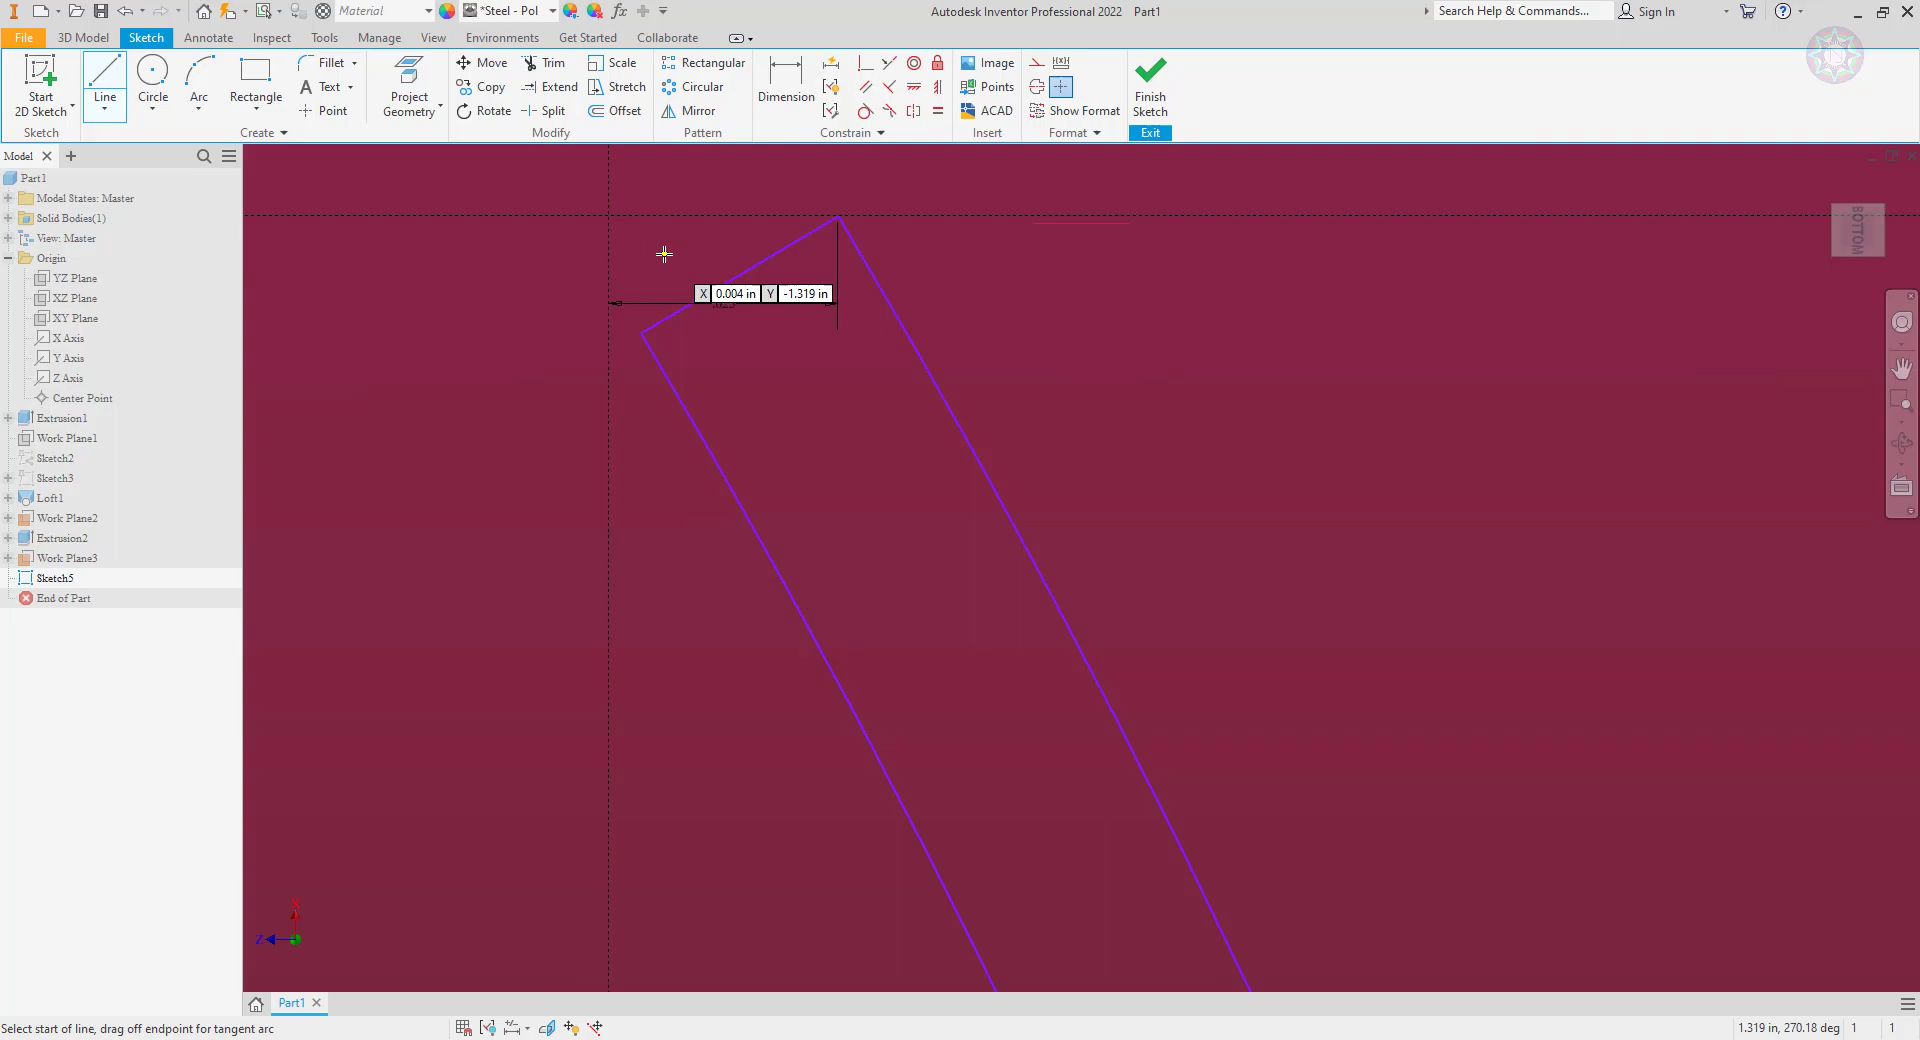 Material
*Steel - Pol
Autodesk Inventor Professional 2022 Part1
Search Help & Commands...
Sign In
File 3D Model Sketch Annotate Inspect Tools Manage View Environments Get Started Collaborate
Start
2D Sketch
Line
Circle
Arc
Rectangle
Fillet
Text
Point
Project
Geometry
Move
Copy
Rotate
Trim
Extend
Split
Scale
Stretch
Offset
Rectangular
Circular
Mirror
Dimension
Image
Points
ACAD
Show Format
Finish
Sketch
Sketch
Create
Modify
Pattern
Constrain
Insert
Format
Exit
Model
Part1
Model States: Master
Solid Bodies(1)
View: Master
Origin
YZ Plane
XZ Plane
XY Plane
X Axis
Y Axis
Z Axis
Center Point
Extrusion1
Work Plane1
Sketch2
Sketch3
Loft1
Work Plane2
Extrusion2
Work Plane3
Sketch5
End of Part
BOTTOM
X 0.004 in Y -1.319 in
X
Z
Part1
Select start of line, drag off endpoint for tangent arc
1.319 in, 270.18 deg 1 1